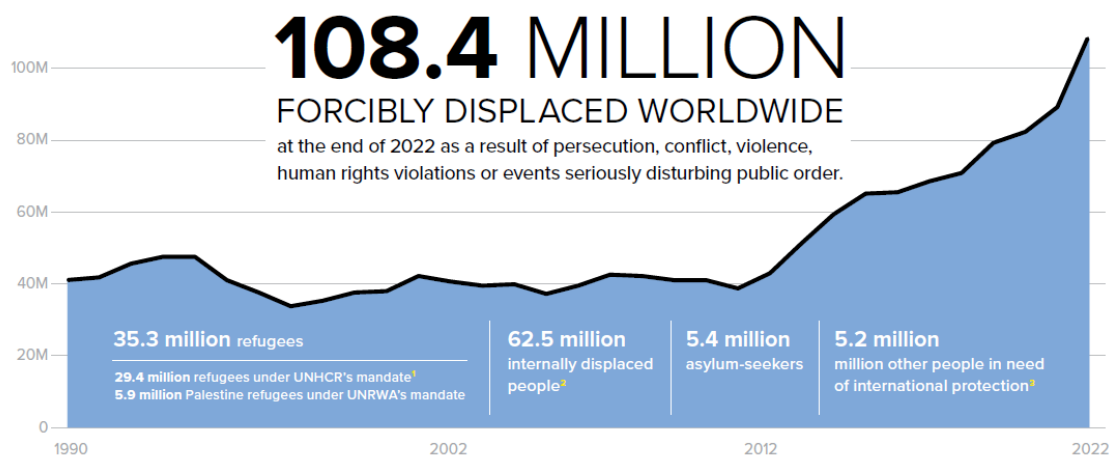 108.4 MILLION
FORCIBLY DISPLACED WORLDWIDE
at the end of 2022 as a result of persecution, conflict, violence,
human rights violations or events seriously disturbing public order.
100M
80M
60M
40M
20M
0
35.3 million refugees
29.4 million refugees under UNHCR's mandate¹
5.9 million Palestine refugees under UNRWA's mandate
62.5 million
internally displaced
people²
5.4 million
asylum-seekers
5.2 million
million other people in need
of international protection³
1990
2002
2012
2022